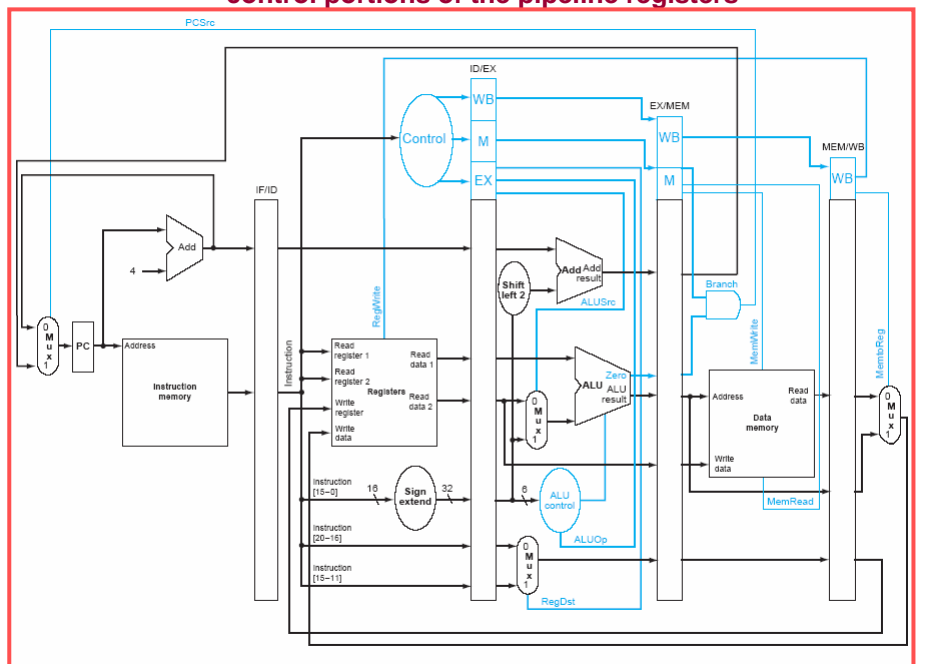 control portions of the pipeline registers
PCSrc
ID/EX
WB
EX/MEM
Control
M
WB
MEM/WB
EX
M
WB
IF/ID
Add
4
Add Add
result
Shift
left 2
Branch
ALUSrc
RegWrite
MemWrite
MemtoReg
0
M
u
x
1
PC
Address
Instruction
memory
Instruction
Read
register 1
Read
register 2
Write
register
Write
data
Registers
Read
data 1
Read
data 2
0
M
u
x
1
Zero
ALU
ALU
result
Address
Read
data
Data
memory
Write
data
0
M
u
x
1
Instruction
[15–0]
16
Sign
extend
32
6
ALU
control
MemRead
Instruction
[20–16]
ALUOp
0
M
u
x
1
Instruction
[15–11]
RegDst